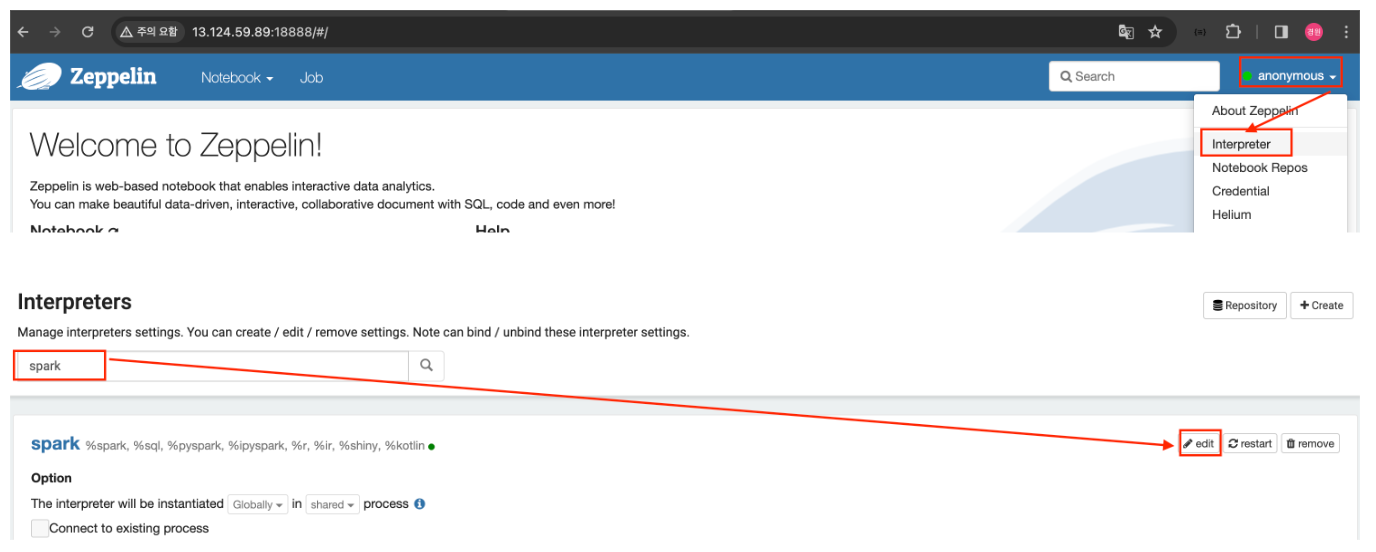 주의 요함 13.124.59.89:18888/#/ 경원
Zeppelin Notebook Job Search anonymous
About Zeppelin
Interpreter
Notebook Repos
Credential
Helium
Welcome to Zeppelin!
Zeppelin is web-based notebook that enables interactive data analytics.
You can make beautiful data-driven, interactive, collaborative document with SQL, code and even more!
Notebook Help
Interpreters Repository + Create
Manage interpreters settings. You can create / edit / remove settings. Note can bind / unbind these interpreter settings.
spark
spark %spark, %sql, %pyspark, %ipyspark, %r, %ir, %shiny, %kotlin edit restart remove
Option
The interpreter will be instantiated Globally in shared process
Connect to existing process